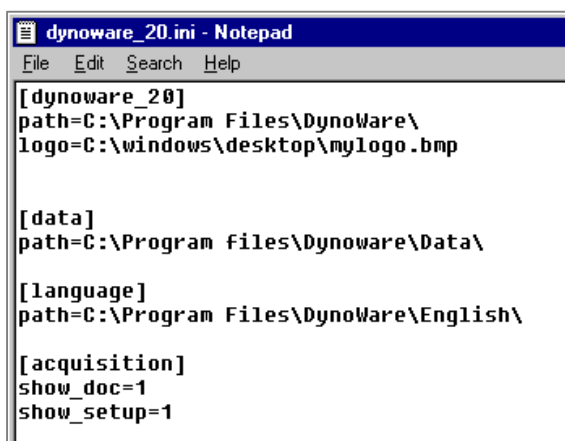 dynoware_20.ini - Notepad
File Edit Search Help
[dynoware_20]
path=C:\Program Files\DynoWare\
logo=C:\windows\desktop\mylogo.bmp
[data]
path=C:\Program files\Dynoware\Data\
[language]
path=C:\Program Files\DynoWare\English\
[acquisition]
show_doc=1
show_setup=1